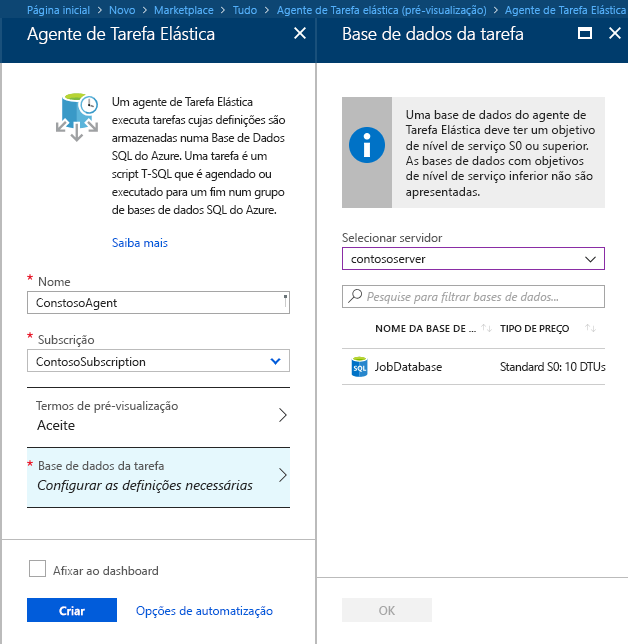 Página inicial > Novo > Marketplace > Tudo > Agente de Tarefa elástica (pré-visualização) > Agente de Tarefa Elástica
Agente de Tarefa Elástica
Um agente de Tarefa Elástica
executa tarefas cujas definições são
armazenadas numa Base de Dados
SQL do Azure. Uma tarefa é um
script T-SQL que é agendado ou
executado para um fim num grupo
de bases de dados SQL do Azure.
Saiba mais
* Nome
ConstosoAgent
* Subscrição
ContosoSubscription
Termos de pré-visualização
Aceite
* Base de dados da tarefa
Configurar as definições necessárias
Afixar ao dashboard
Criar
Opções de automatização
Base de dados da tarefa
Uma base de dados do agente de
Tarefa Elástica deve ter um objetivo
de nível de serviço S0 ou superior.
As bases de dados com objetivos
de nível de serviço inferior não são
apresentadas.
Selecionar servidor
contososerver
Pesquise para filtrar bases de dados...
NOME DA BASE DE ... TIPO DE PREÇO
SQL JobDatabase Standard S0: 10 DTUs
OK